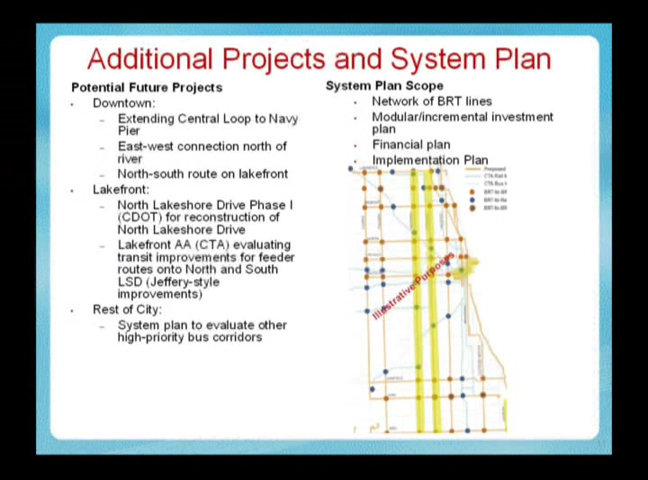 Additional Projects and System Plan
Potential Future Projects
• Downtown:
– Extending Central Loop to Navy
Pier
– East-west connection north of
river
– North-south route on lakefront
• Lakefront:
– North Lakeshore Drive Phase I
(CDOT) for reconstruction of
North Lakeshore Drive
– Lakefront AA (CTA) evaluating
transit improvements for feeder
routes onto North and South
LSD (Jeffery-style
improvements)
• Rest of City:
– System plan to evaluate other
high-priority bus corridors
System Plan Scope
• Network of BRT lines
• Modular/incremental investment
plan
• Financial plan
• Implementation Plan
Illustrative Purposes